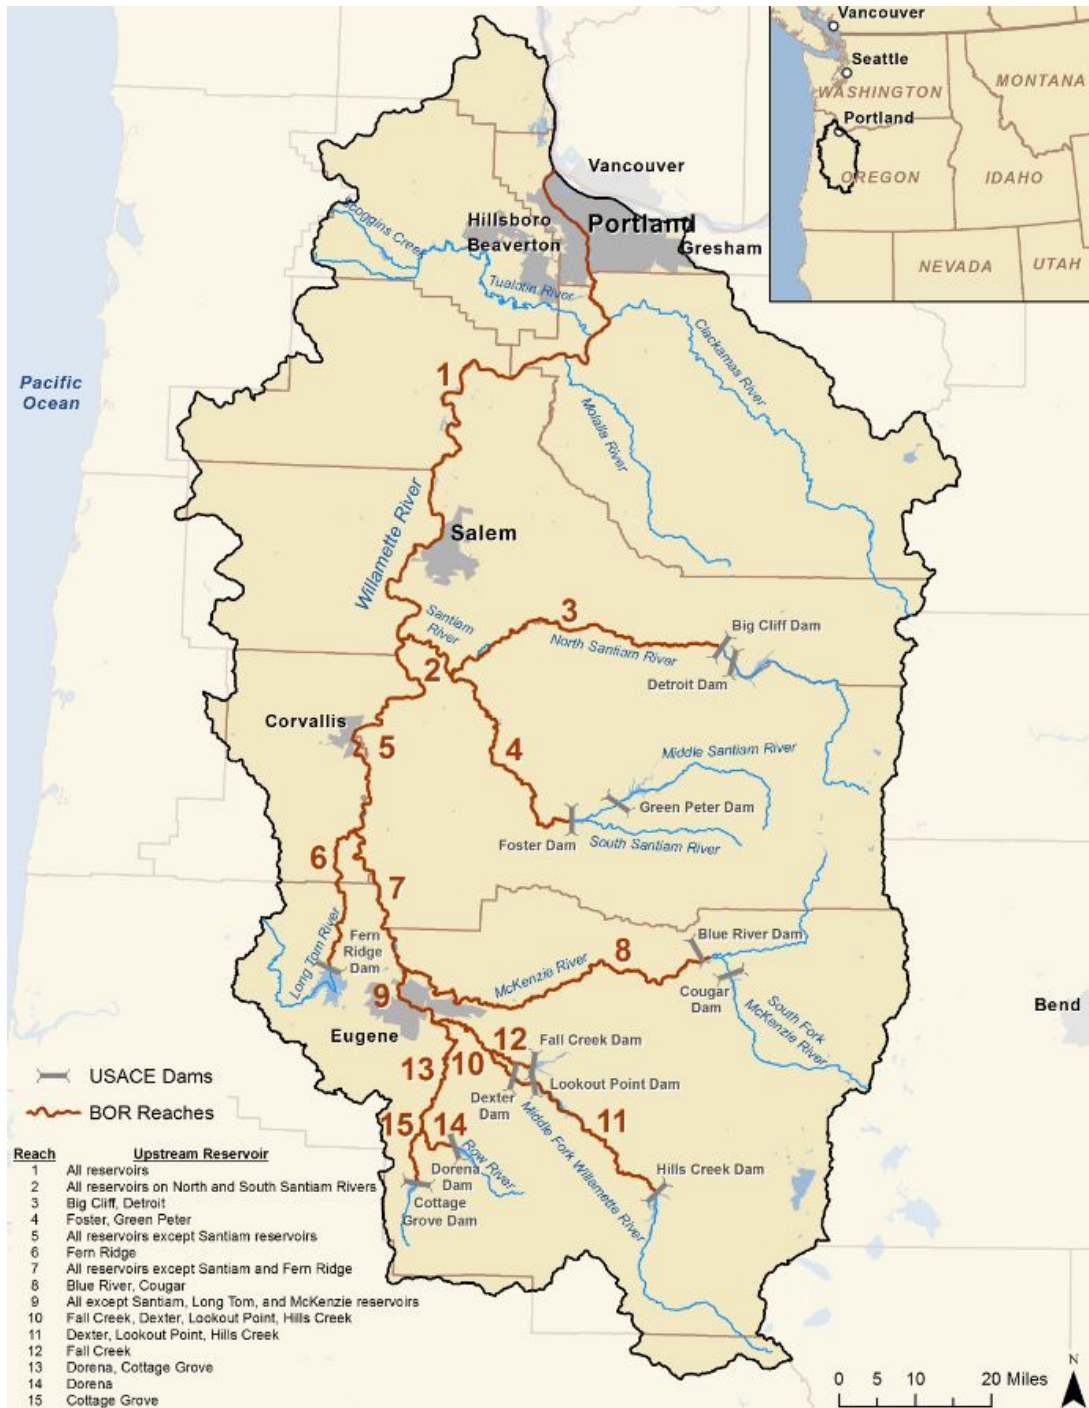 Vancouver
Seattle
WASHINGTON
MONTANA
Portland
OREGON
IDAHO
NEVADA
UTAH
Vancouver
Portland
Hillsboro
Beaverton
Gresham
Scoggins Creek
Tualatin River
Clackamas River
Pacific
Ocean
1
Molalla River
Willamette River
Salem
3
Santiam
River
North Santiam River
Big Cliff Dam
Detroit Dam
2
Corvallis
5
4
Middle Santiam River
Green Peter Dam
Foster Dam
South Santiam River
6
7
Long Tom River
Fern
Ridge
Dam
8
Blue River Dam
McKenzie River
Cougar
Dam
South Fork
McKenzie River
9
Eugene
Bend
12
Fall Creek Dam
13
10
Lookout Point Dam
Dexter
Dam
11
Middle Fork Willamette River
15
14
Row River
Dorena
Dam
Cottage
Grove Dam
Hills Creek Dam
USACE Dams
BOR Reaches
Reach Upstream Reservoir
1 All reservoirs
2 All reservoirs on North and South Santiam Rivers
3 Big Cliff, Detroit
4 Foster, Green Peter
5 All reservoirs except Santiam reservoirs
6 Fern Ridge
7 All reservoirs except Santiam and Fern Ridge
8 Blue River, Cougar
9 All except Santiam, Long Tom, and McKenzie reservoirs
10 Fall Creek, Dexter, Lookout Point, Hills Creek
11 Dexter, Lookout Point, Hills Creek
12 Fall Creek
13 Dorena, Cottage Grove
14 Dorena
15 Cottage Grove
0 5 10 20 Miles
N